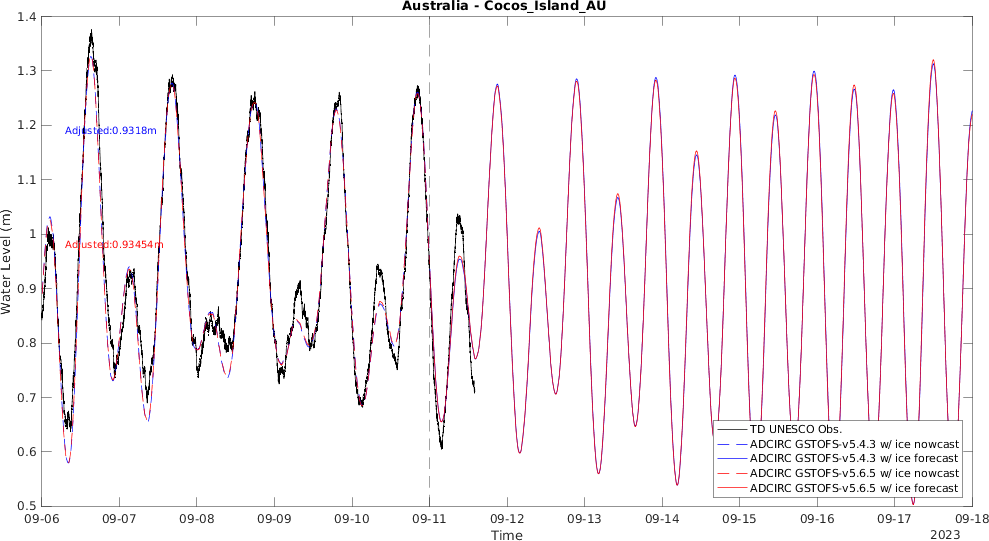 Australia - Cocos_Island_AU
1.4
1.3
1.2
1.1
1
0.9
0.8
0.7
0.6
0.5
Water Level (m)
Adjusted:0.9318m
Adjusted:0.93454m
TD UNESCO Obs.
ADCIRC GSTOFS-v5.4.3 w/ ice nowcast
ADCIRC GSTOFS-v5.4.3 w/ ice forecast
ADCIRC GSTOFS-v5.6.5 w/ ice nowcast
ADCIRC GSTOFS-v5.6.5 w/ ice forecast
09-06 09-07 09-08 09-09 09-10 09-11 09-12 09-13 09-14 09-15 09-16 09-17 09-18
Time
2023